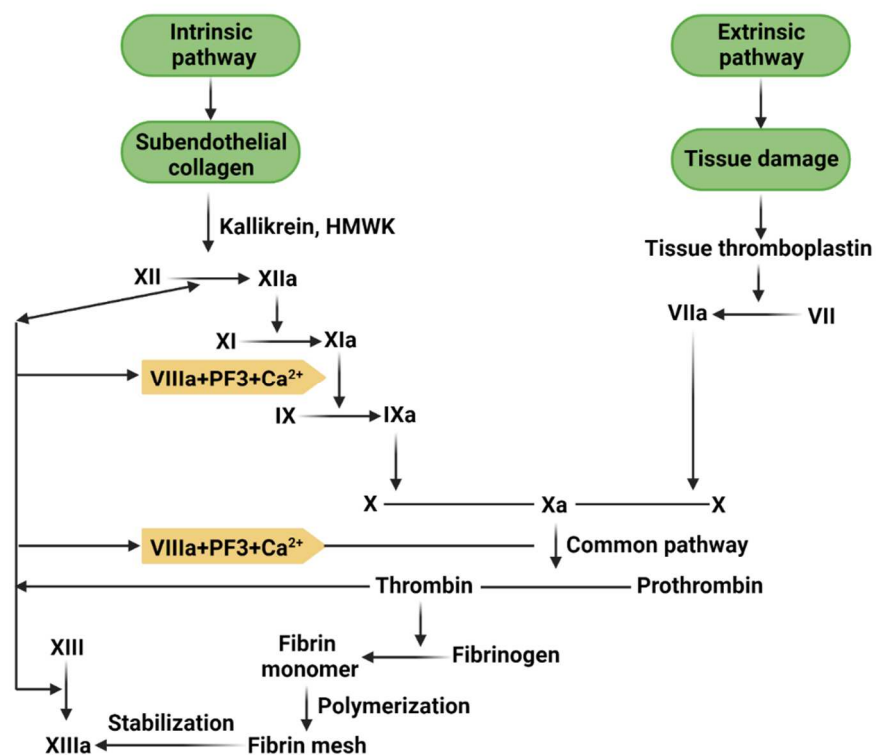 Intrinsic
pathway
Extrinsic
pathway
Subendothelial
collagen
Tissue damage
Kallikrein, HMWK
Tissue thromboplastin
XII
XIIa
VIIa
VII
XI
XIa
VIIIa+PF3+Ca²⁺
IX
IXa
X
Xa
X
VIIIa+PF3+Ca²⁺
Common pathway
Thrombin
Prothrombin
XIII
Fibrin
monomer
Fibrinogen
Polymerization
Stabilization
XIIIa
Fibrin mesh